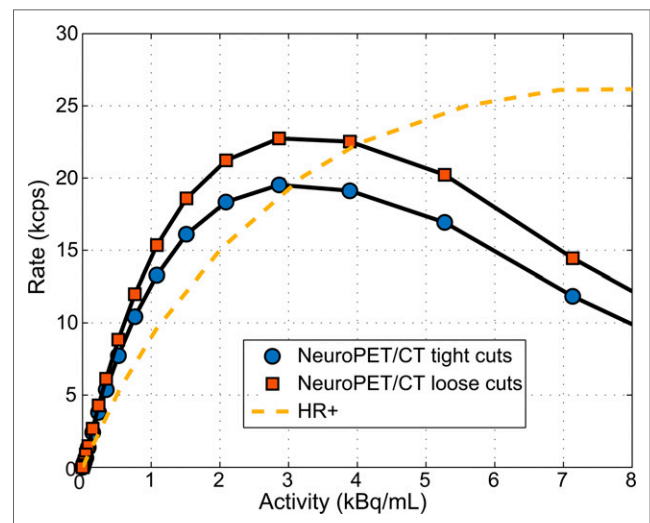 30
25
20
15
10
5
0
Rate (kcps)
NeuroPET/CT tight cuts
NeuroPET/CT loose cuts
HR+
0 1 2 3 4 5 6 7 8
Activity (kBq/mL)